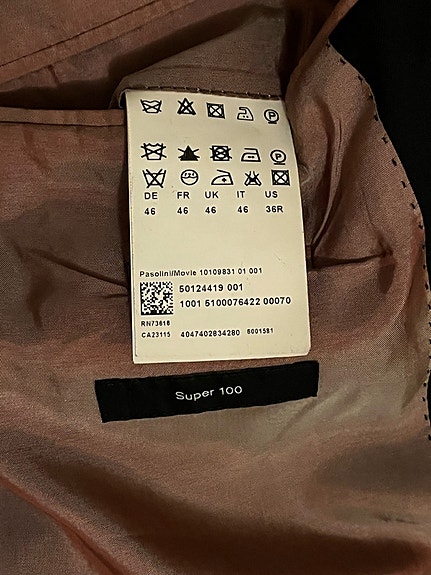 DE FR UK IT US
46 46 46 46 36R
Pasolini/Movie 10109831 01 001
50124419 001
1001 5100076422 00070
RN73616
CA23115 4047402834280 6001581
Super 100